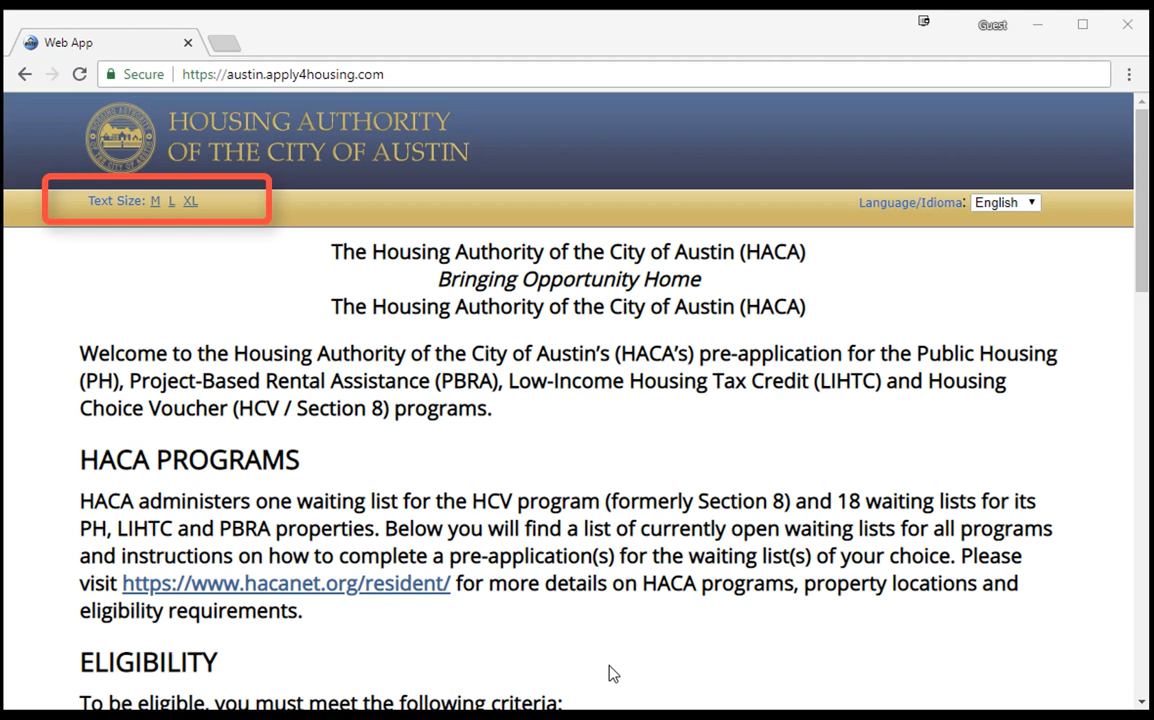 Guest
Web App
Secure https://austin.apply4housing.com
HOUSING AUTHORITY
OF THE CITY OF AUSTIN
Text Size: M L XL
Language/Idioma: English
The Housing Authority of the City of Austin (HACA)
Bringing Opportunity Home
The Housing Authority of the City of Austin (HACA)
Welcome to the Housing Authority of the City of Austin’s (HACA’s) pre-application for the Public Housing
(PH), Project-Based Rental Assistance (PBRA), Low-Income Housing Tax Credit (LIHTC) and Housing
Choice Voucher (HCV / Section 8) programs.
HACA PROGRAMS
HACA administers one waiting list for the HCV program (formerly Section 8) and 18 waiting lists for its
PH, LIHTC and PBRA properties. Below you will find a list of currently open waiting lists for all programs
and instructions on how to complete a pre-application(s) for the waiting list(s) of your choice. Please
visit https://www.hacanet.org/resident/ for more details on HACA programs, property locations and
eligibility requirements.
ELIGIBILITY
To be eligible, you must meet the following criteria: